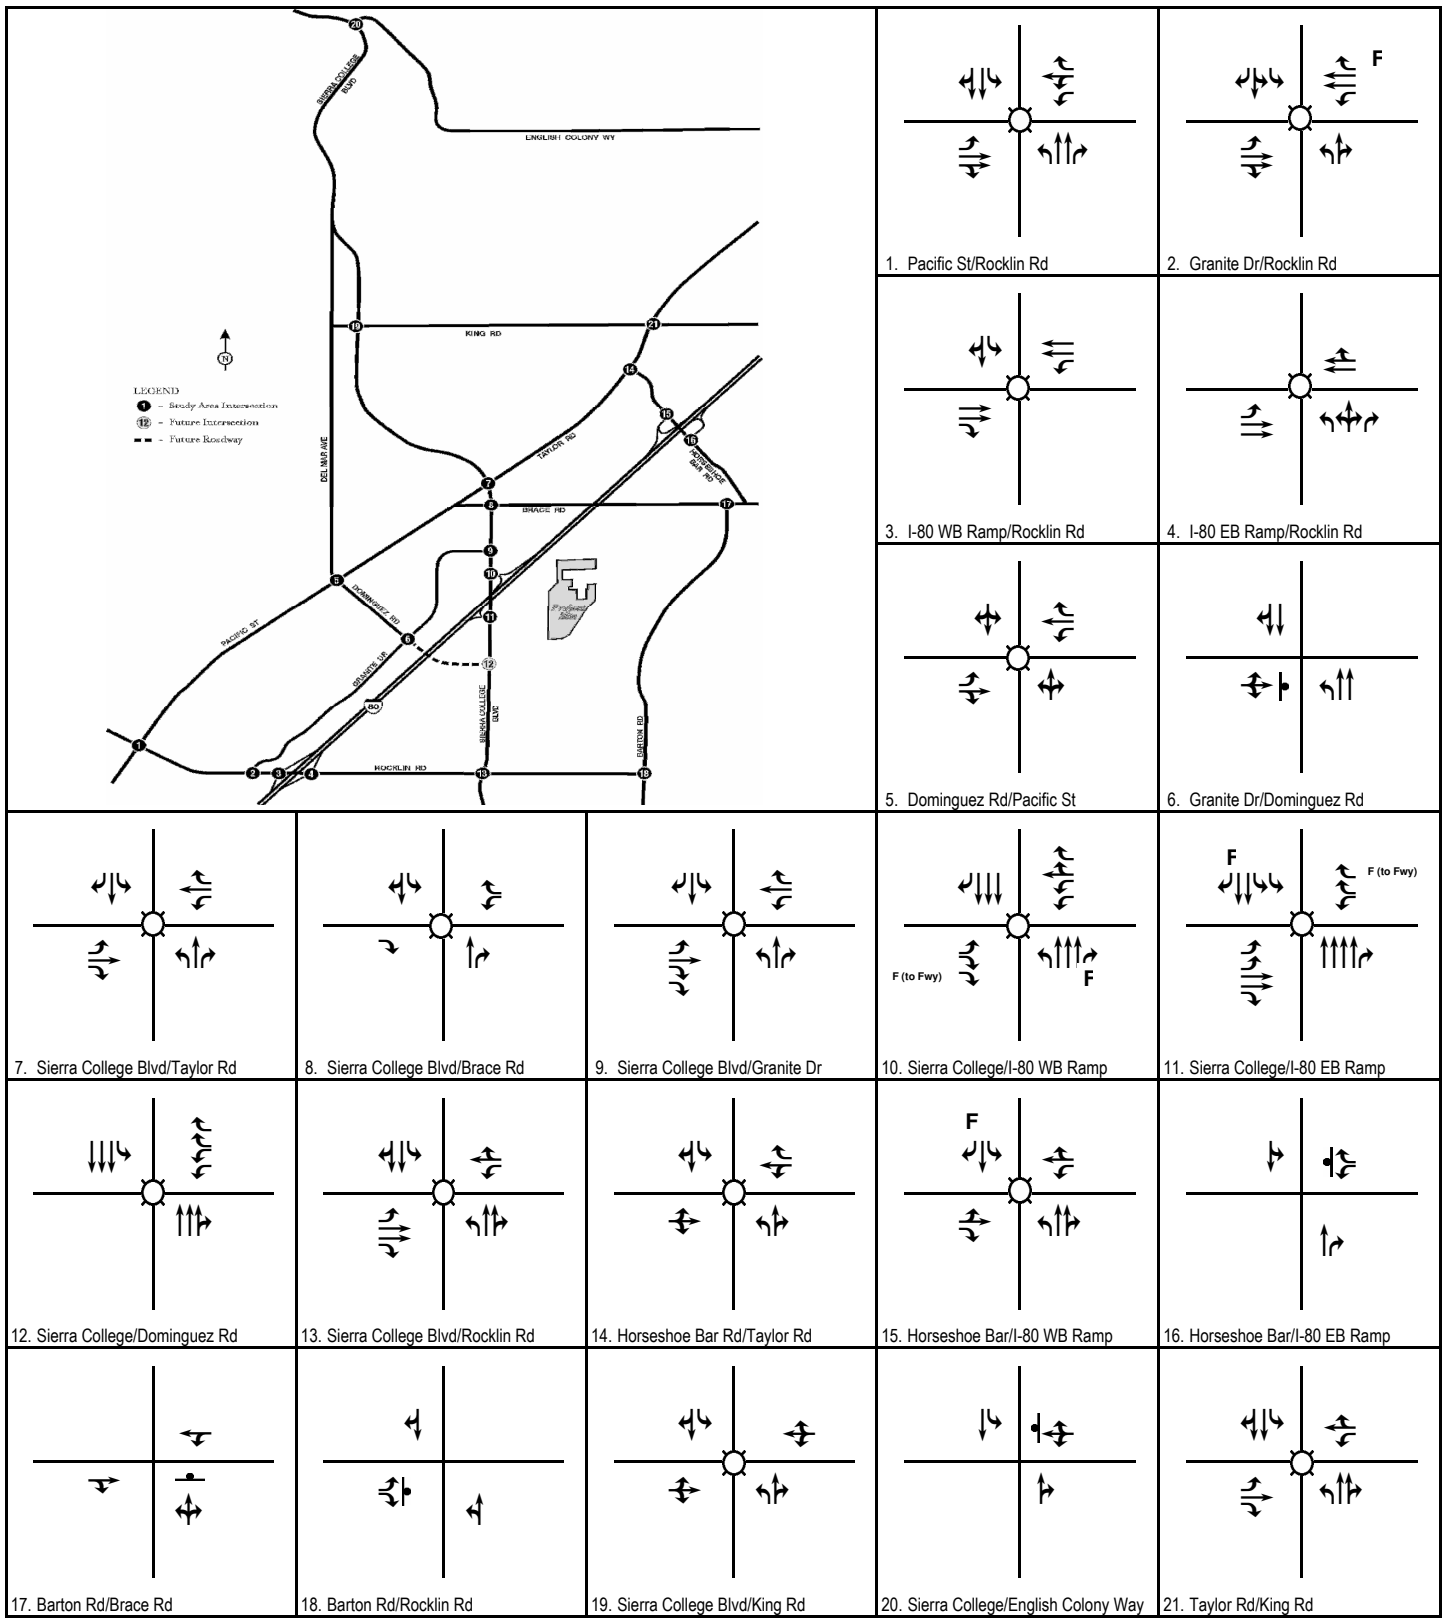 20
SIERRA COLLEGE
BLVD
ENGLISH COLONY WY
19
KING RD
21
N
LEGEND
1 - Study Area Intersection
12 - Future Intersection
- Future Roadway
14
15
16
HORSESHOE
BAR RD
DEL MAR AVE
TAYLOR RD
7
8
BRACE RD
17
9
10
11
Project
Site
5
DOMINGUEZ RD
6
PACIFIC ST
GRANITE DR
12
80
SIERRA COLLEGE
BLVD
BARTON RD
1
2
3
4
ROCKLIN RD
13
18
1. Pacific St/Rocklin Rd
F
2. Granite Dr/Rocklin Rd
3. I-80 WB Ramp/Rocklin Rd
4. I-80 EB Ramp/Rocklin Rd
5. Dominguez Rd/Pacific St
6. Granite Dr/Dominguez Rd
7. Sierra College Blvd/Taylor Rd
8. Sierra College Blvd/Brace Rd
9. Sierra College Blvd/Granite Dr
F (to Fwy)
F
10. Sierra College/I-80 WB Ramp
F
F (to Fwy)
11. Sierra College/I-80 EB Ramp
12. Sierra College/Dominguez Rd
13. Sierra College Blvd/Rocklin Rd
14. Horseshoe Bar Rd/Taylor Rd
F
15. Horseshoe Bar/I-80 WB Ramp
16. Horseshoe Bar/I-80 EB Ramp
17. Barton Rd/Brace Rd
18. Barton Rd/Rocklin Rd
19. Sierra College Blvd/King Rd
20. Sierra College/English Colony Way
21. Taylor Rd/King Rd